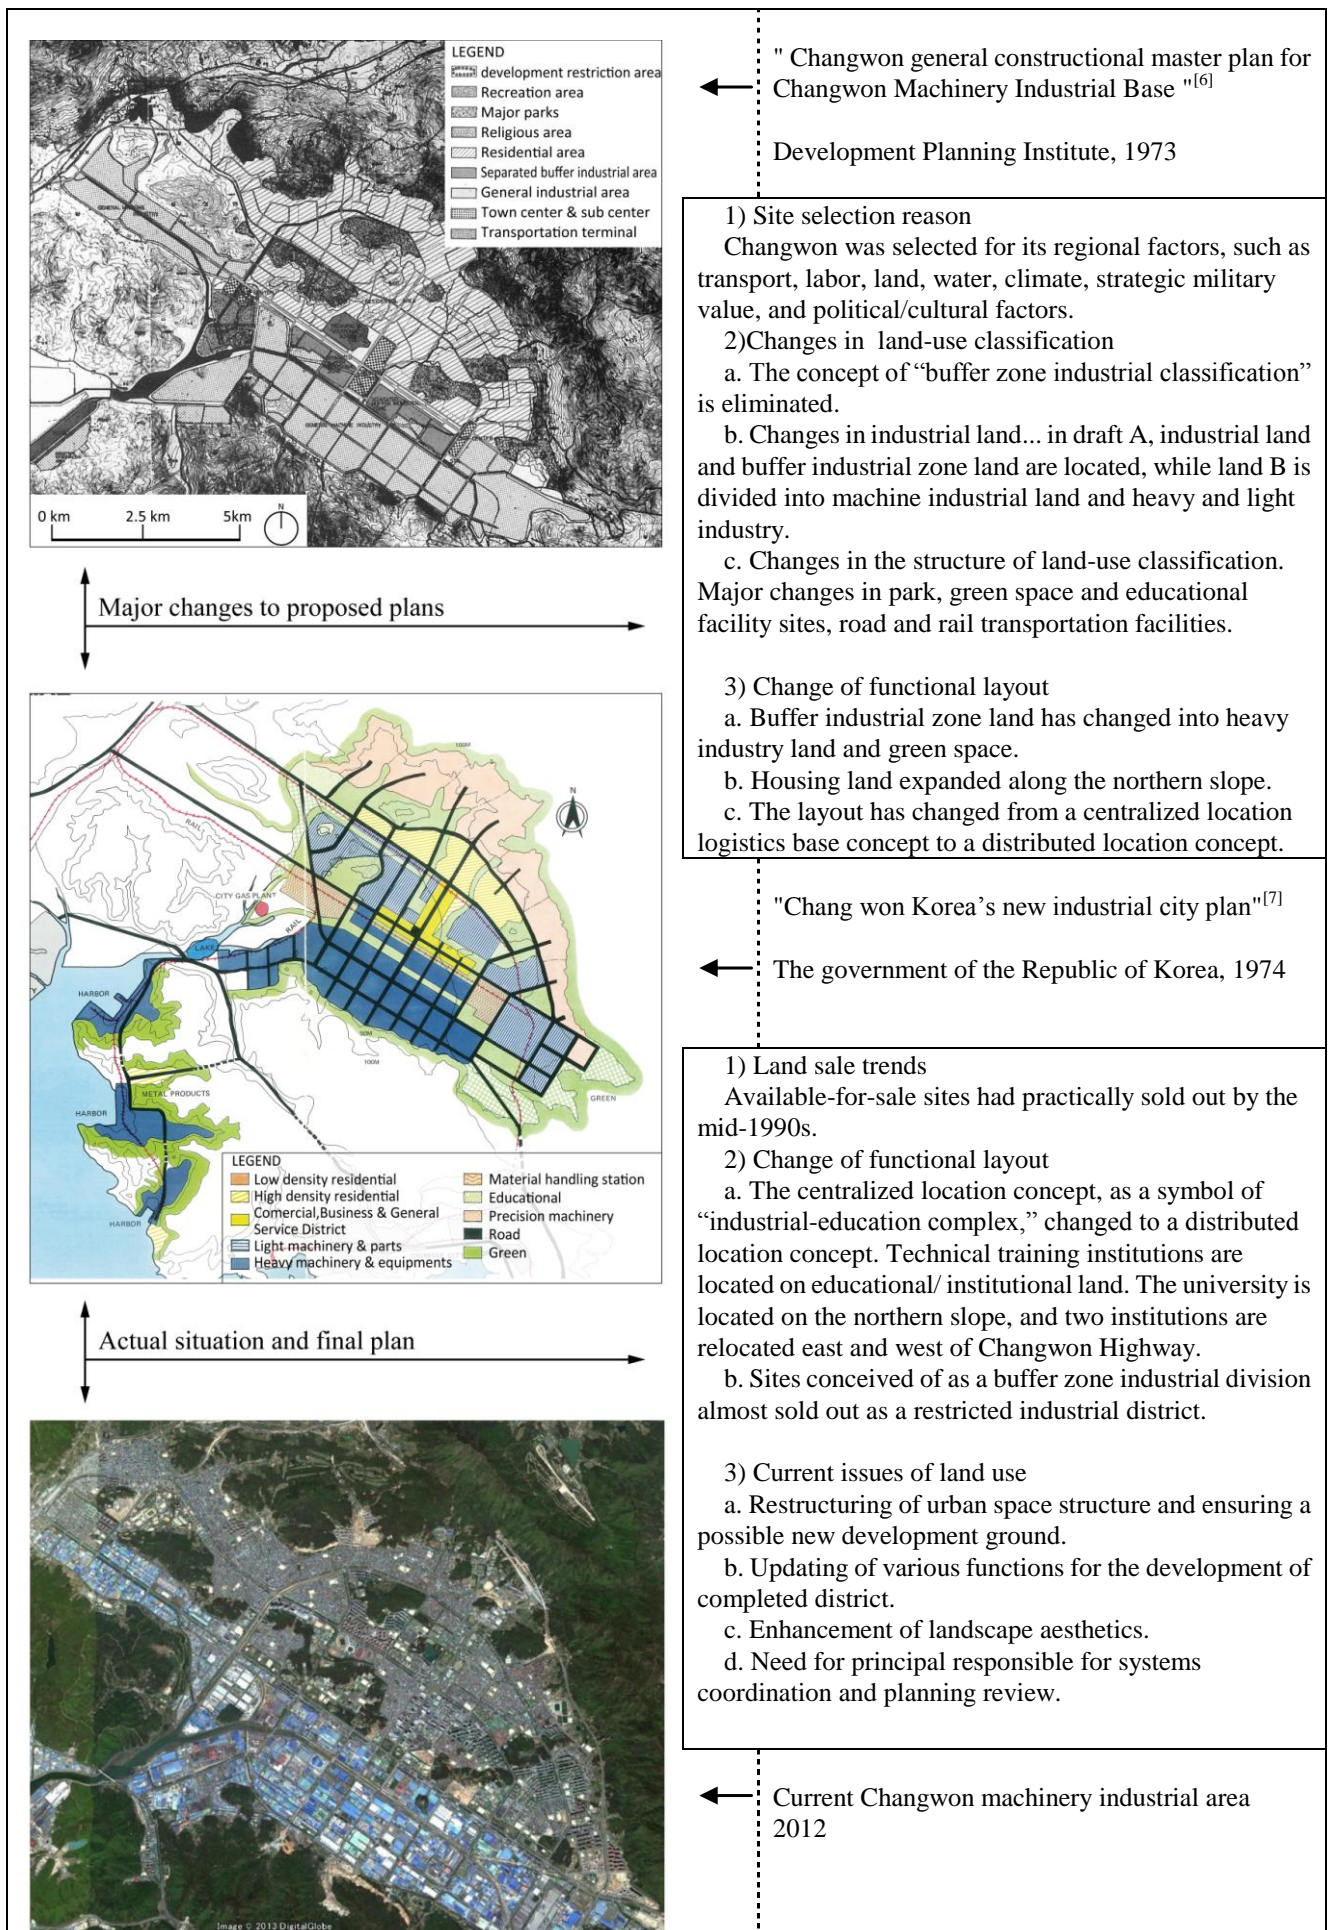 LEGEND
development restriction area
Recreation area
Major parks
Religious area
Residential area
Separated buffer industrial area
General industrial area
Town center & sub center
Transportation terminal
GENERAL MACHINE
INDUSTRY
GENERAL MACHINE INDUSTRY
0 km 2.5 km 5km
N
" Changwon general constructional master plan for
Changwon Machinery Industrial Base "[6]
Development Planning Institute, 1973
1) Site selection reason
Changwon was selected for its regional factors, such as
transport, labor, land, water, climate, strategic military
value, and political/cultural factors.
2)Changes in land-use classification
a. The concept of “buffer zone industrial classification”
is eliminated.
b. Changes in industrial land... in draft A, industrial land
and buffer industrial zone land are located, while land B is
divided into machine industrial land and heavy and light
industry.
c. Changes in the structure of land-use classification.
Major changes in park, green space and educational
facility sites, road and rail transportation facilities.
3) Change of functional layout
a. Buffer industrial zone land has changed into heavy
industry land and green space.
b. Housing land expanded along the northern slope.
c. The layout has changed from a centralized location
logistics base concept to a distributed location concept.
Major changes to proposed plans
100M
N
RAIL
CITY GAS PLANT
RAIL
LAKE
HARBOR
50M
100M
METAL PRODUCTS
HARBOR
GREEN
HARBOR
LEGEND
Low density residential
High density residential
Comercial,Business & General
Service District
Light machinery & parts
Heavy machinery & equipments
Material handling station
Educational
Precision machinery
Road
Green
"Chang won Korea’s new industrial city plan"[7]
The government of the Republic of Korea, 1974
1) Land sale trends
Available-for-sale sites had practically sold out by the
mid-1990s.
2) Change of functional layout
a. The centralized location concept, as a symbol of
“industrial-education complex,” changed to a distributed
location concept. Technical training institutions are
located on educational/ institutional land. The university is
located on the northern slope, and two institutions are
relocated east and west of Changwon Highway.
b. Sites conceived of as a buffer zone industrial division
almost sold out as a restricted industrial district.
3) Current issues of land use
a. Restructuring of urban space structure and ensuring a
possible new development ground.
b. Updating of various functions for the development of
completed district.
c. Enhancement of landscape aesthetics.
d. Need for principal responsible for systems
coordination and planning review.
Actual situation and final plan
Current Changwon machinery industrial area
2012
Image © 2013 DigitalGlobe